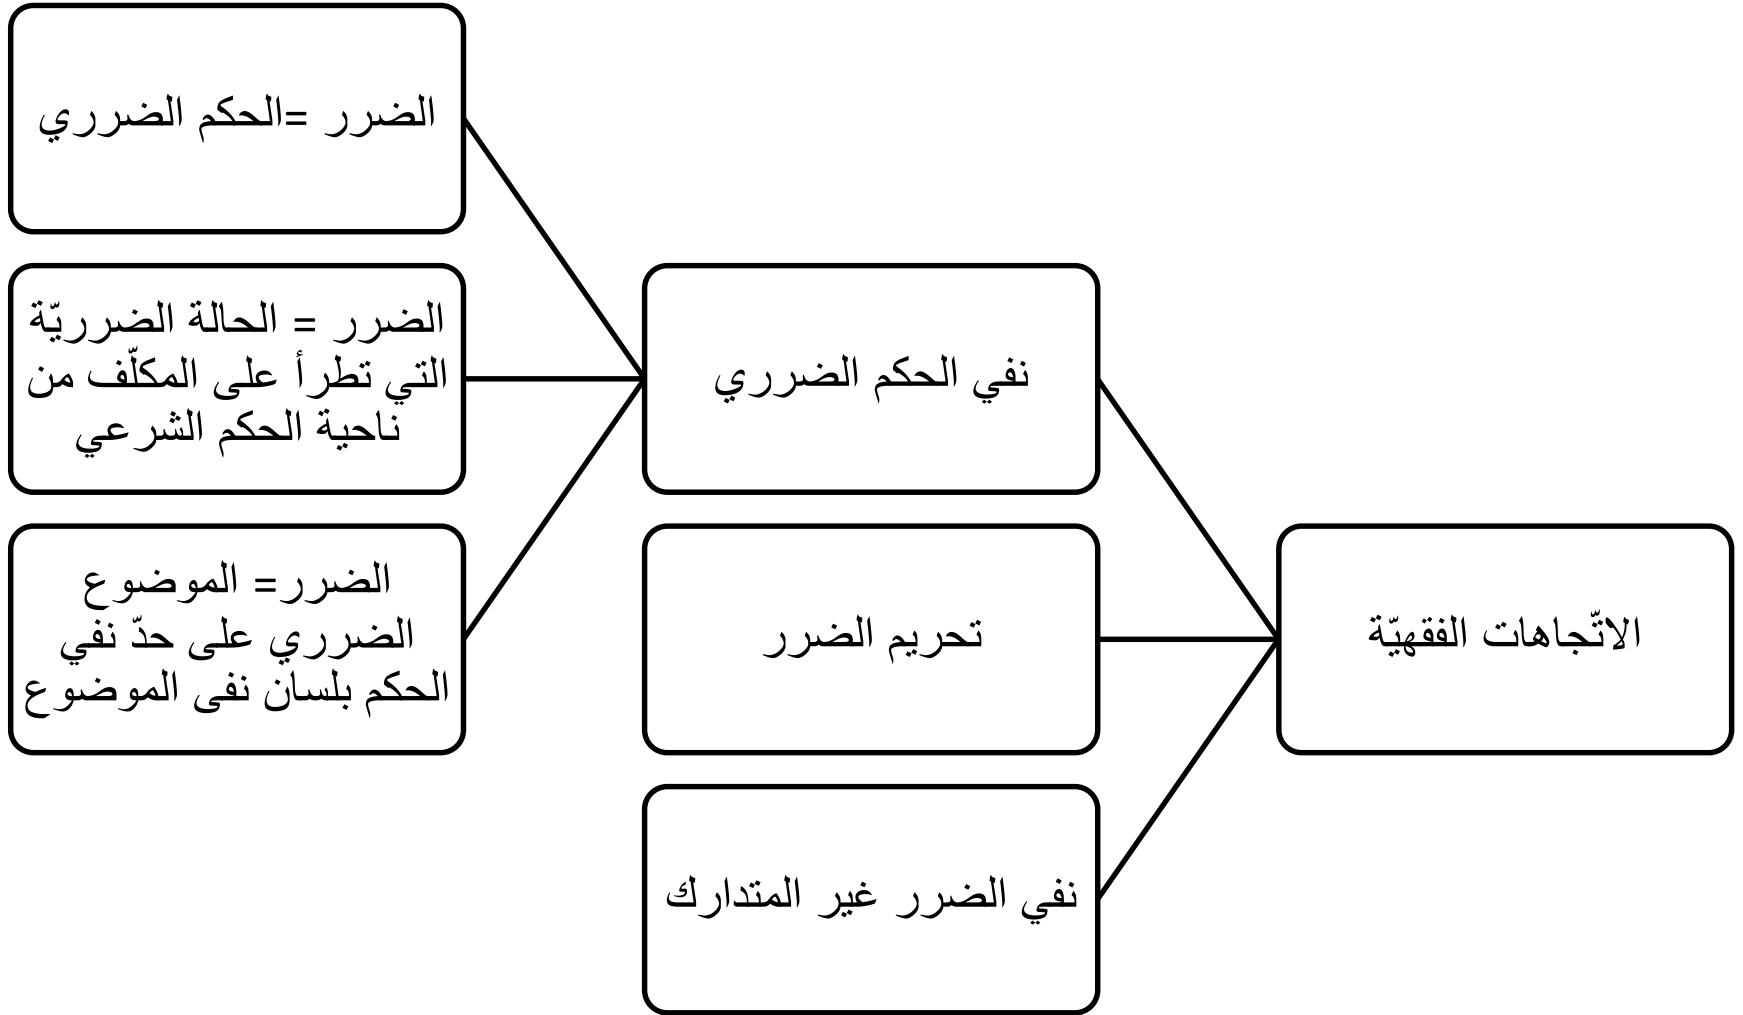 الاتّجاهات الفقهيّة
نفي الحكم الضرري
الضرر =الحكم الضرري
الضرر = الحالة الضرريّة
التي تطرأ على المكلّف من
ناحية الحكم الشرعي
الضرر= الموضوع
الضرري على حدّ نفي
الحكم بلسان نفى الموضوع
تحريم الضرر
نفي الضرر غير المتدارك